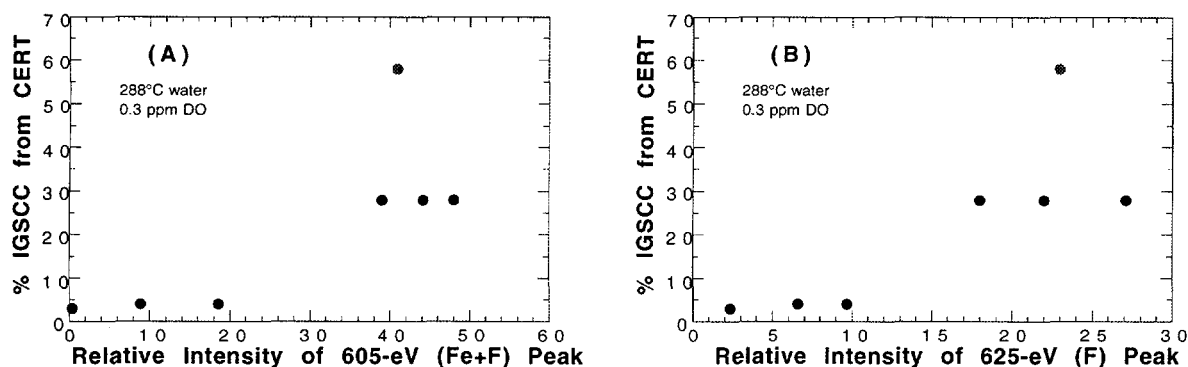 70
60
50
40
30
20
10
0
% IGSCC from CERT
(A)
288°C water
0.3 ppm DO
0 10 20 30 40 50 60
Relative Intensity of 605-eV (Fe+F) Peak
70
60
50
40
30
20
10
0
% IGSCC from CERT
(B)
288°C water
0.3 ppm DO
0 5 10 15 20 25 30
Relative Intensity of 625-eV (F) Peak